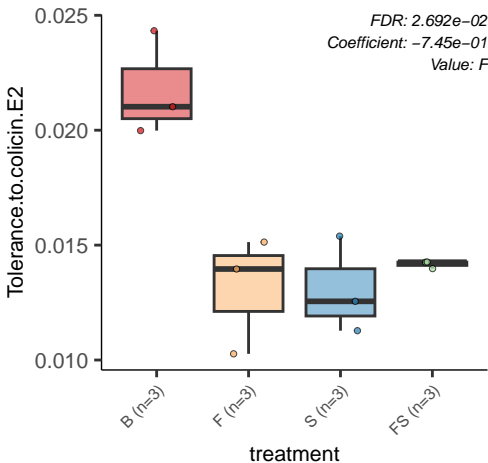 FDR: 2.692e−02
Coefficient: −7.45e−01
Value: F
Tolerance.to.colicin.E2
0.025
0.020
0.015
0.010
B (n=3)
F (n=3)
S (n=3)
FS (n=3)
treatment